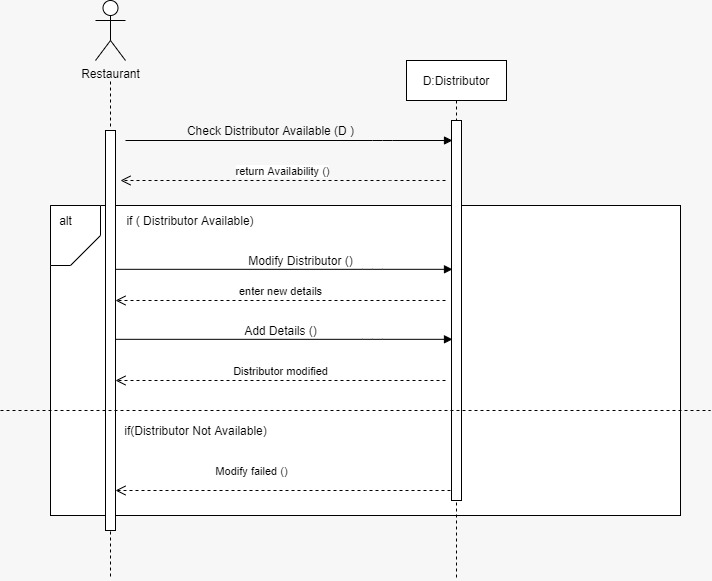 Restaurant
D:Distributor
Check Distributor Available (D )
return Availability ()
alt
if ( Distributor Available)
Modify Distributor ()
enter new details
Add Details ()
Distributor modified
if(Distributor Not Available)
Modify failed ()